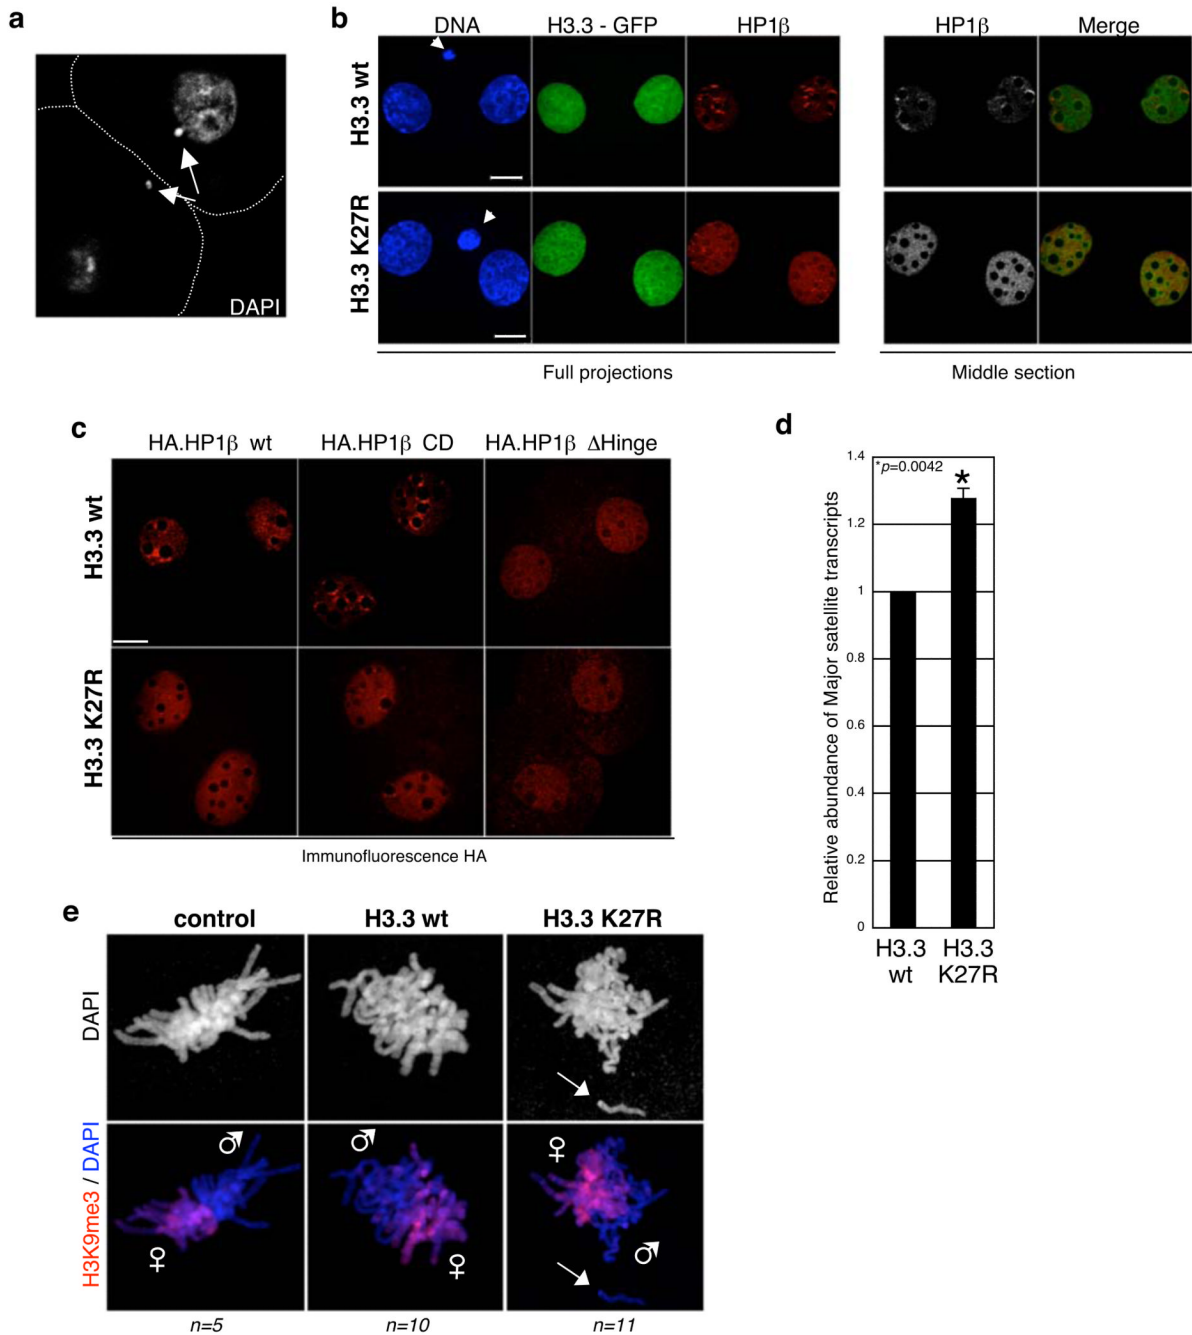 a
DAPI
b
DNA
H3.3 - GFP
HP1β
HP1β
Merge
H3.3 wt
H3.3 K27R
Full projections
Middle section
c
HA.HP1β wt
HA.HP1β CD
HA.HP1β ΔHinge
H3.3 wt
H3.3 K27R
Immunofluorescence HA
d
Relative abundance of Major satellite transcripts
1.4
1.2
1
0.8
0.6
0.4
0.2
0
*p=0.0042
*
H3.3 wt
H3.3 K27R
e
control
H3.3 wt
H3.3 K27R
DAPI
H3K9me3 / DAPI
♂
♀
♂
♀
♀
♂
n=5
n=10
n=11